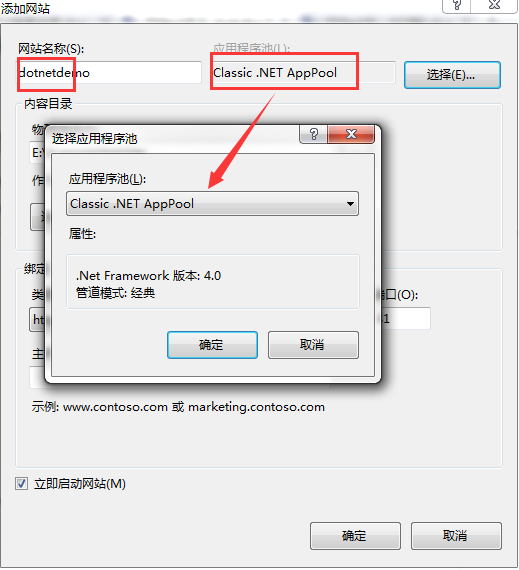 添加网站
网站名称(S):
应用程序池(L):
dotnetdemo
Classic .NET AppPool
选择(E)...
内容目录
选择应用程序池
应用程序池(L):
Classic .NET AppPool
属性:
.Net Framework 版本: 4.0
管道模式: 经典
确定
取消
示例: www.contoso.com 或 marketing.contoso.com
立即启动网站(M)
确定
取消